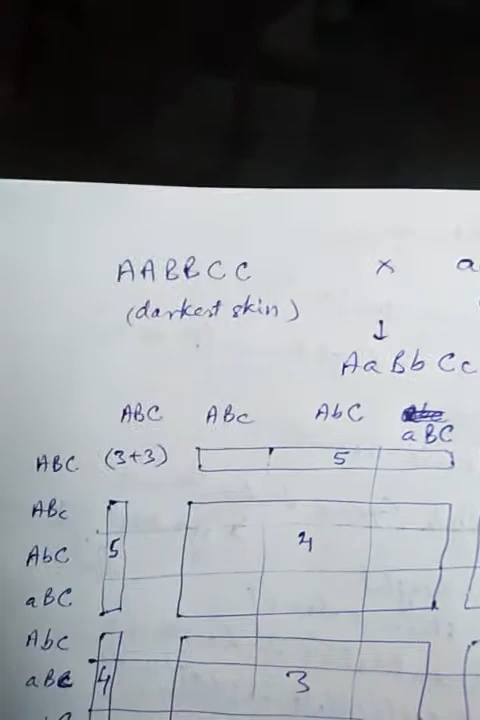 AABBCC × a
(darkest skin)
↓
AaBbCc
ABC ABc AbC aBC
ABC (3+3) 5
ABc
AbC 5 4
aBC
Abc
aBc 4 3